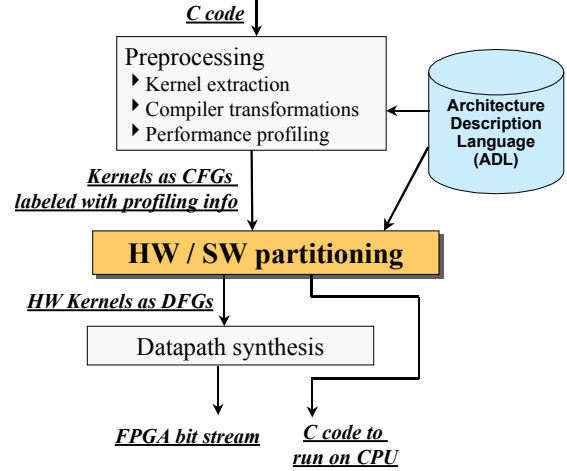 C code
Preprocessing
Kernel extraction
Compiler transformations
Performance profiling
Architecture
Description
Language
(ADL)
Kernels as CFGs
labeled with profiling info
HW / SW partitioning
HW Kernels as DFGs
Datapath synthesis
FPGA bit stream
C code to
run on CPU